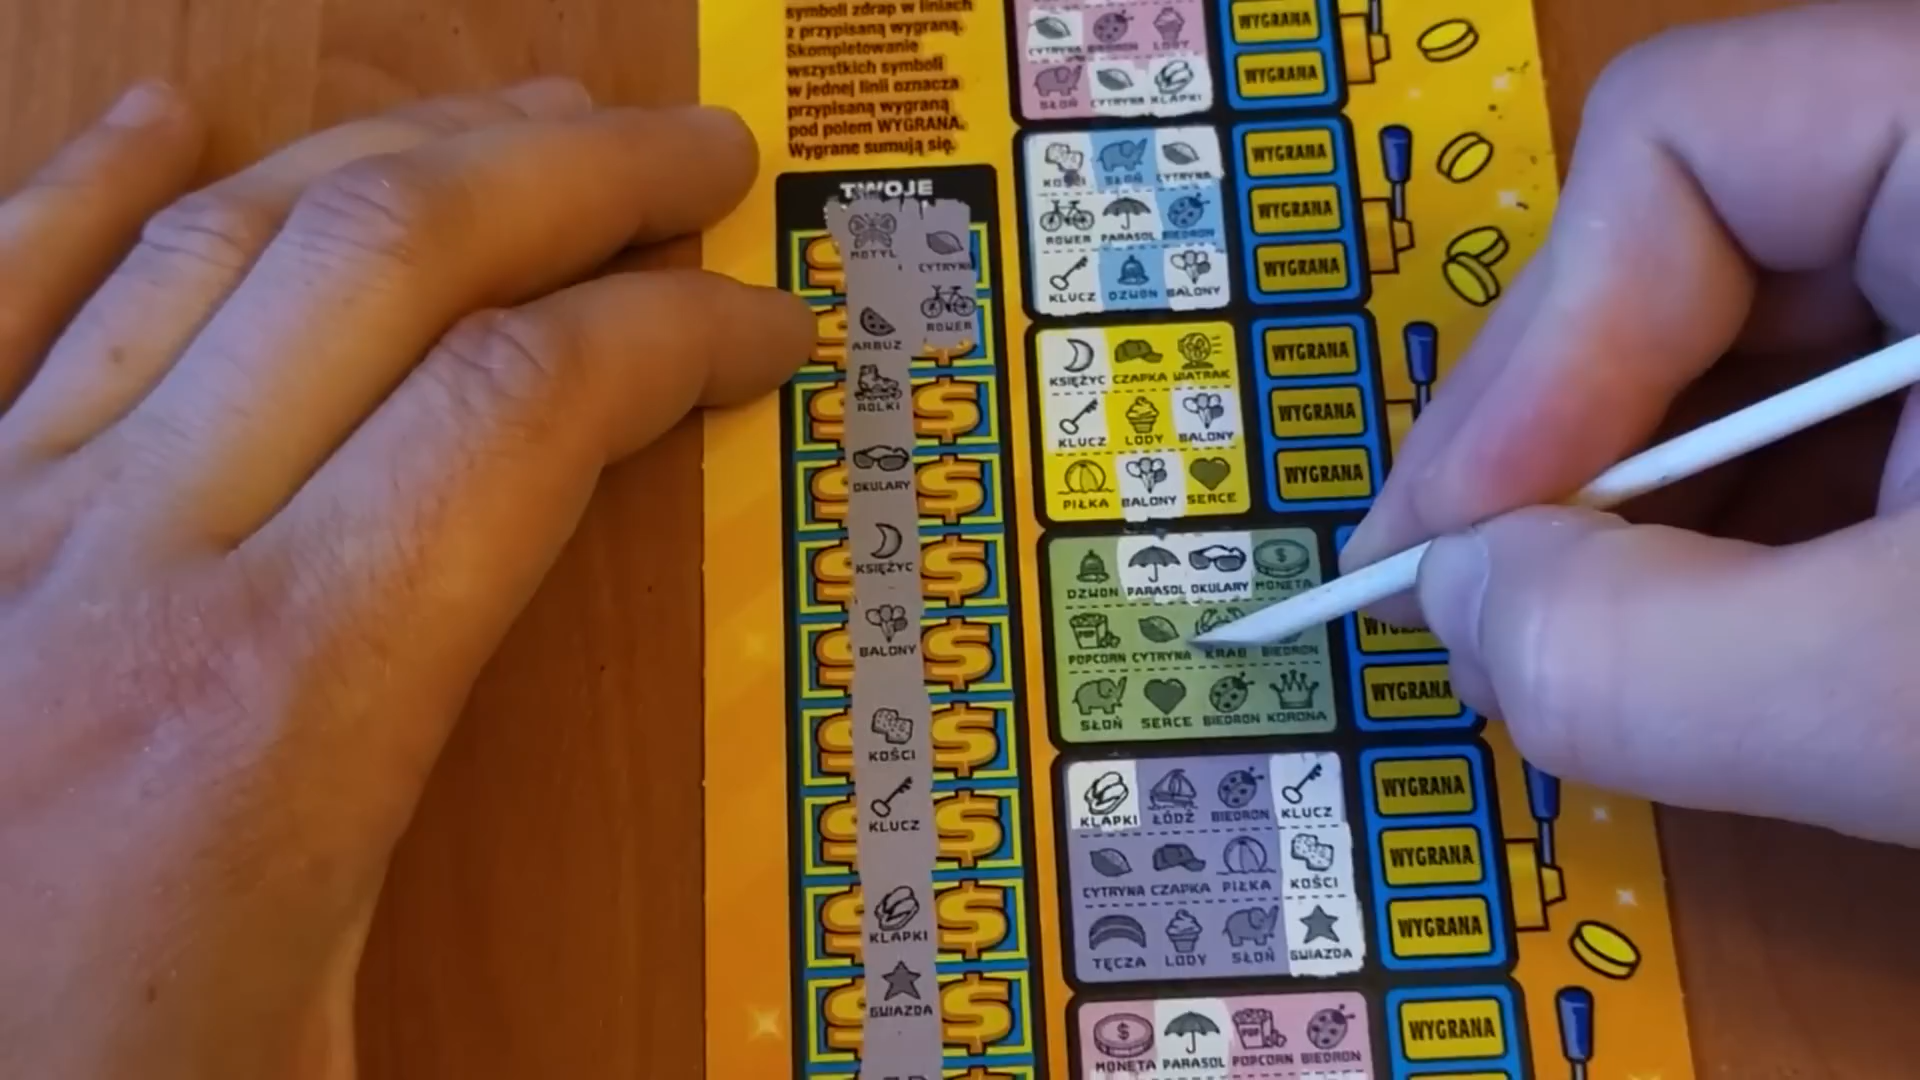 symboli zdrap w liniach
z przypisaną wygraną.
Skompletowanie
wszystkich symboli
w jednej linii oznacza
przypisaną wygraną
pod polem WYGRANA.
Wygrane sumują się.
TWOJE
MOTYL CYTRYN
ARBUZ ROWER
ROLKI
OKULARY
KSIĘŻYC
BALONY
KOŚCI
KLUCZ
KLAPKI
GWIAZDA
CYTRYNA BIEDRON LODY WYGRANA
SŁOŃ CYTRYNA KLAPKI WYGRANA
KOŚCI SŁOŃ CYTRYNA WYGRANA
ROWER PARASOL BIEDRON WYGRANA
KLUCZ DZWON BALONY WYGRANA
KSIĘŻYC CZAPKA WIATRAK WYGRANA
KLUCZ LODY BALONY WYGRANA
PIŁKA BALONY SERCE WYGRANA
DZWON PARASOL OKULARY MONETA
POP
POPCORN CYTRYNA KRAB BIEDRON
SŁOŃ SERCE BIEDRON KORONA WYGRANA
KLAPKI ŁÓDŹ BIEDRON KLUCZ WYGRANA
CYTRYNA CZAPKA PIŁKA KOŚCI WYGRANA
TĘCZA LODY SŁOŃ GWIAZDA WYGRANA
POP
MONETA PARASOL POPCORN BIEDRON WYGRANA